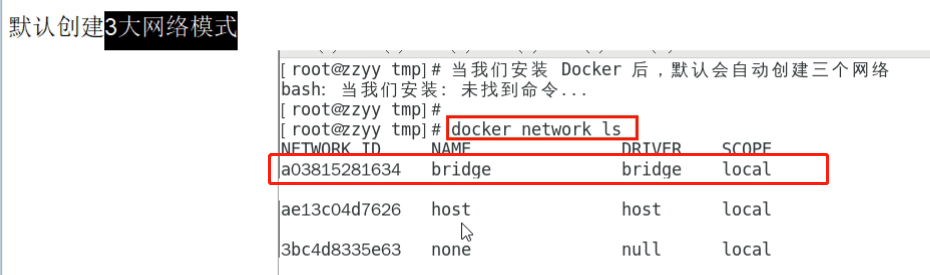 默认创建3大网络模式
[root@zzyy tmp]# 当我们安装 Docker 后，默认会自动创建三个网络
bash: 当我们安装: 未找到命令...
[root@zzyy tmp]#
[root@zzyy tmp]# docker network ls
NETWORK ID NAME DRIVER SCOPE
a03815281634 bridge bridge local
ae13c04d7626 host host local
3bc4d8335e63 none null local